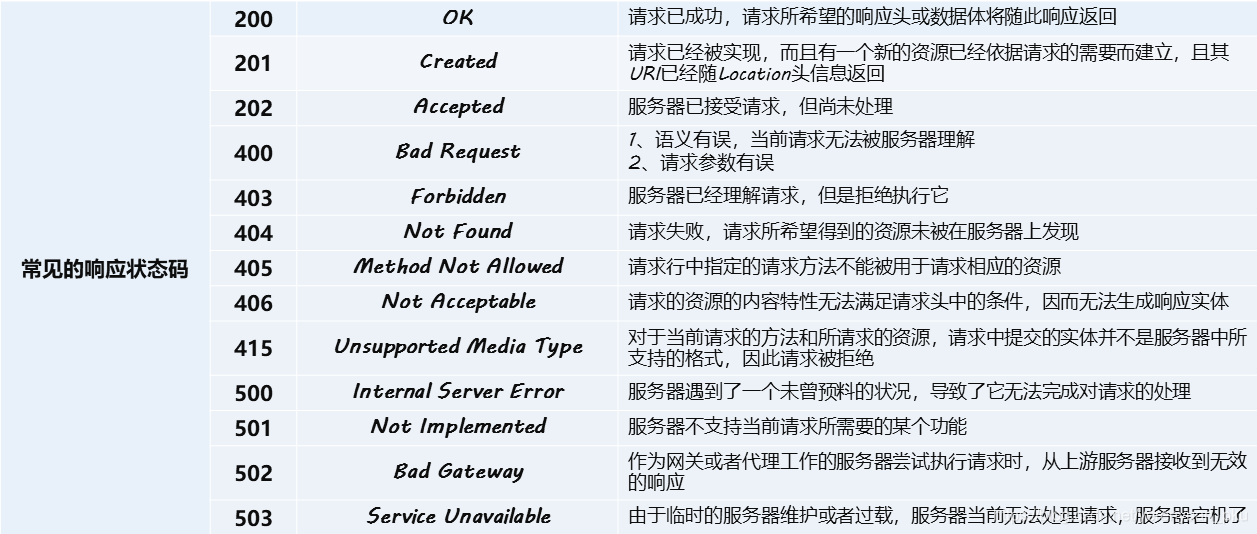 常见的响应状态码
200 OK 请求已成功，请求所希望的响应头或数据体将随此响应返回
201 Created 请求已经被实现，而且有一个新的资源已经依据请求的需要而建立，且其
URI已经随Location头信息返回
202 Accepted 服务器已接受请求，但尚未处理
400 Bad Request 1、语义有误，当前请求无法被服务器理解
2、请求参数有误
403 Forbidden 服务器已经理解请求，但是拒绝执行它
404 Not Found 请求失败，请求所希望得到的资源未被在服务器上发现
405 Method Not Allowed 请求行中指定的请求方法不能被用于请求相应的资源
406 Not Acceptable 请求的资源的内容特性无法满足请求头中的条件，因而无法生成响应实体
415 Unsupported Media Type 对于当前请求的方法和所请求的资源，请求中提交的实体并不是服务器中所
支持的格式，因此请求被拒绝
500 Internal Server Error 服务器遇到了一个未曾预料的状况，导致了它无法完成对请求的处理
501 Not Implemented 服务器不支持当前请求所需要的某个功能
502 Bad Gateway 作为网关或者代理工作的服务器尝试执行请求时，从上游服务器接收到无效
的响应
503 Service Unavailable 由于临时的服务器维护或者过载，服务器当前无法处理请求，服务器宕机了